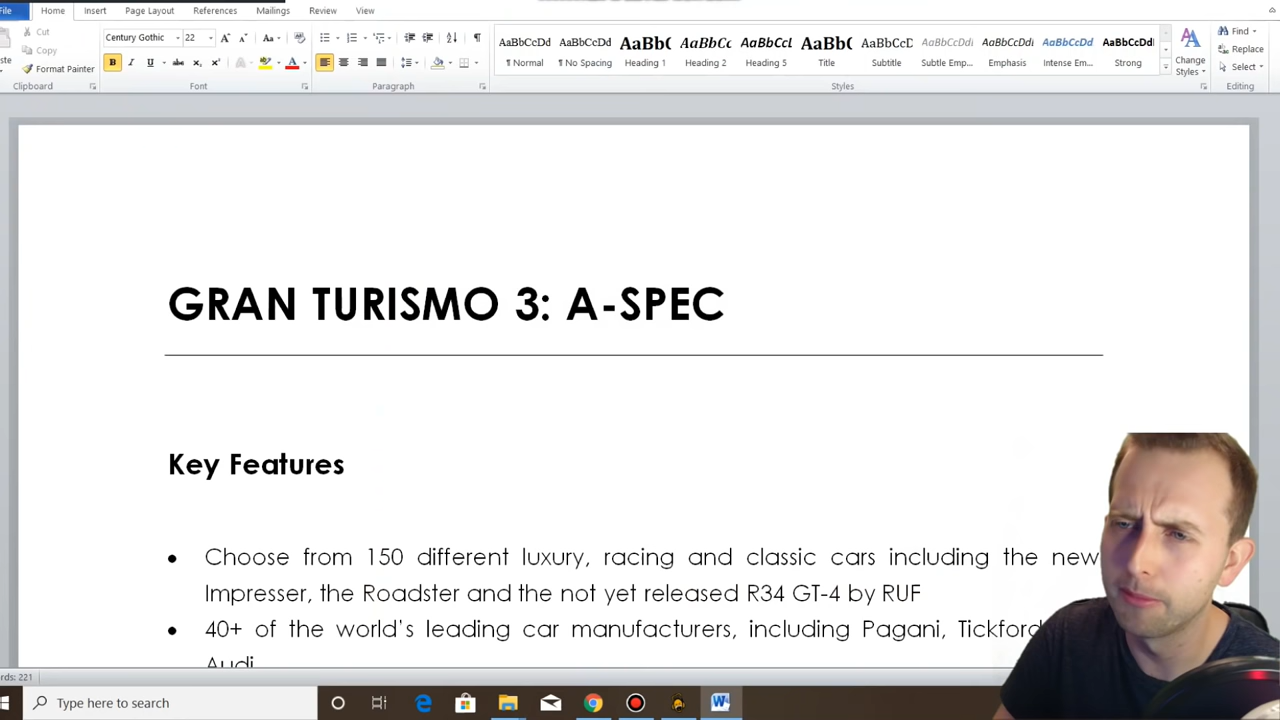 File Home Insert Page Layout References Mailings Review View
Cut
Copy
Format Painter
Clipboard
Century Gothic 22
Font
Paragraph
AaBbCcDd AaBbCcDd AaBbC AaBbCc AaBbCcL AaBbC AaBbCcD AaBbCcDd AaBbCcDd AaBbCcDd AaBbCcDd
¶ Normal ¶ No Spacing Heading 1 Heading 2 Heading 5 Title Subtitle Subtle Emp... Emphasis Intense Em... Strong
Styles
Change
Styles
Find
Replace
Select
Editing
GRAN TURISMO 3: A-SPEC
Key Features
• Choose from 150 different luxury, racing and classic cars including the new
Impresser, the Roadster and the not yet released R34 GT-4 by RUF
• 40+ of the world's leading car manufacturers, including Pagani, Tickford
Audi
rds: 221
Type here to search